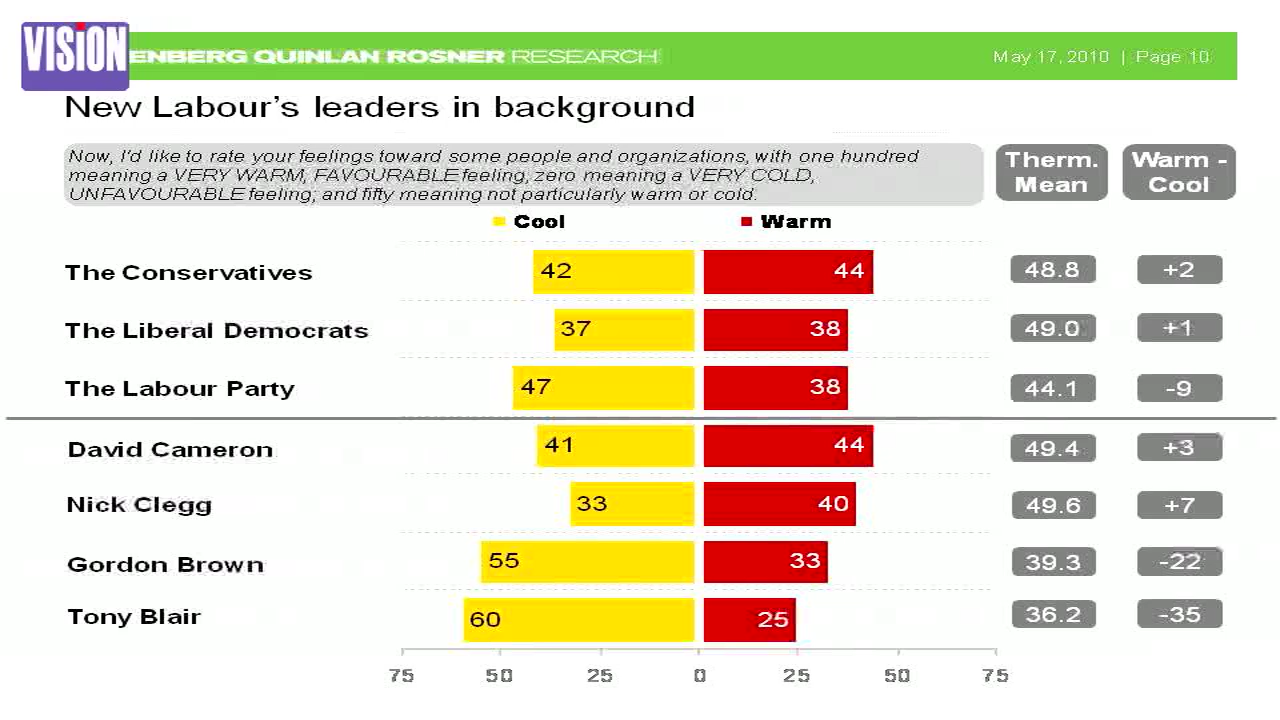 VISION
ENBERG QUINLAN ROSNER RESEARCH
May 17, 2010 | Page 10
New Labour's leaders in background
Now, I'd like to rate your feelings toward some people and organizations, with one hundred
meaning a VERY WARM, FAVOURABLE feeling, zero meaning a VERY COLD,
UNFAVOURABLE feeling; and fifty meaning not particularly warm or cold.
Therm. Mean
Warm - Cool
Cool Warm
The Conservatives 42 44 48.8 +2
The Liberal Democrats 37 38 49.0 +1
The Labour Party 47 38 44.1 -9
David Cameron 41 44 49.4 +3
Nick Clegg 33 40 49.6 +7
Gordon Brown 55 33 39.3 -22
Tony Blair 60 25 36.2 -35
75 50 25 0 25 50 75